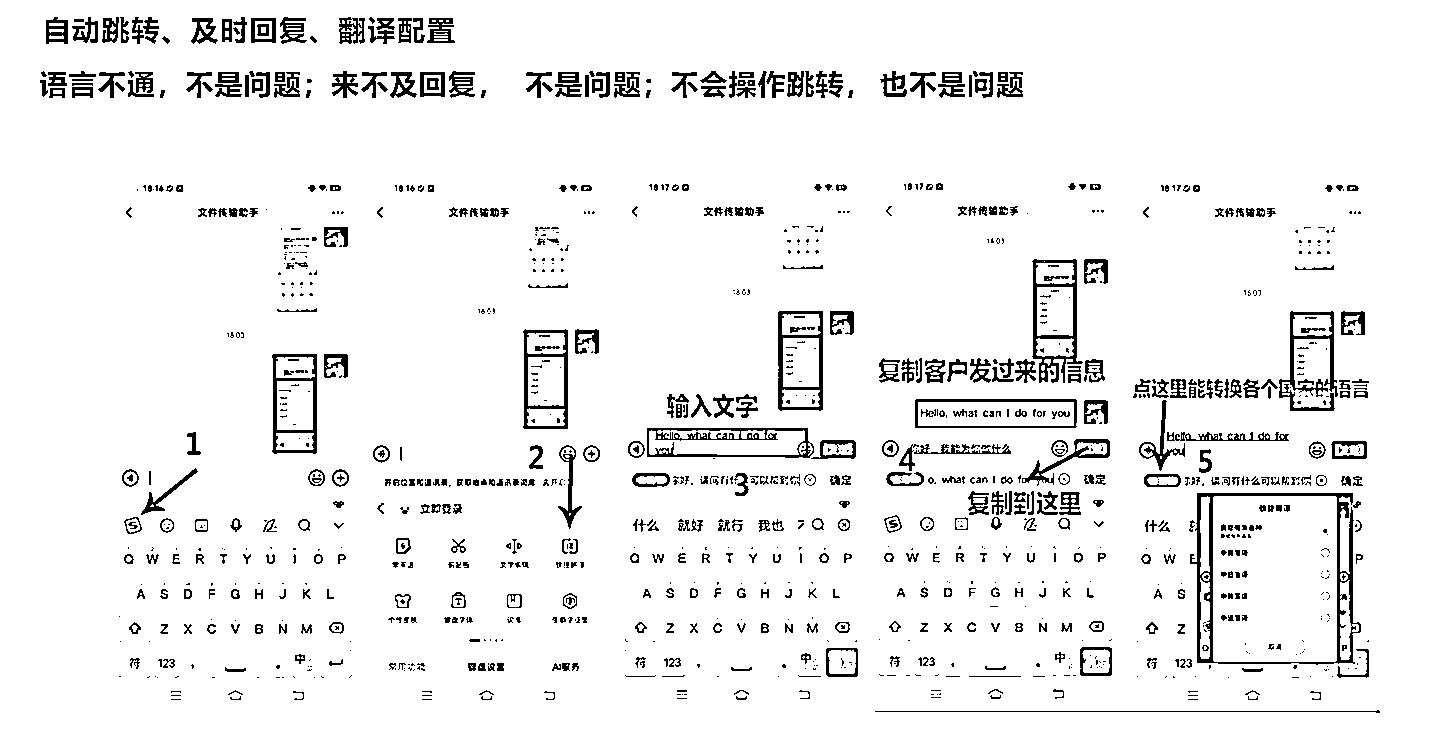 自动跳转、及时回复、翻译配置
语言不通，不是问题；来不及回复， 不是问题；不会操作跳转， 也不是问题
18:16
文件传输助手
18:03
1
Q W E R T Y U I O P
A S D F G H J K L
Z X C V B N M
符 123 , 中
18:16
文件传输助手
18:03
2
立即登录
常用功能 键盘设置 AI服务
18:17
文件传输助手
18:03
输入文字
Hello, what can I do for
you
3
你好，请问有什么可以帮到你 确定
什么 就好 就行 我也
Q W E R T Y U I O P
A S D F G H J K L
Z X C V B N M
符 123 , 中
18:17
文件传输助手
18:03
复制客户发过来的信息
Hello, what can I do for you
你好，我能为你做什么
4
o, what can I do for you 确定
复制到这里
Q W E R T Y U I O P
A S D F G H J K L
Z X C V B N M
符 123 , 中
18:17
文件传输助手
18:03
点这里能转换各个国家的语言
Hello, what can I do for
you
5
你好，请问有什么可以帮到你 确定
什么
Q W E
A S
Z
符 123